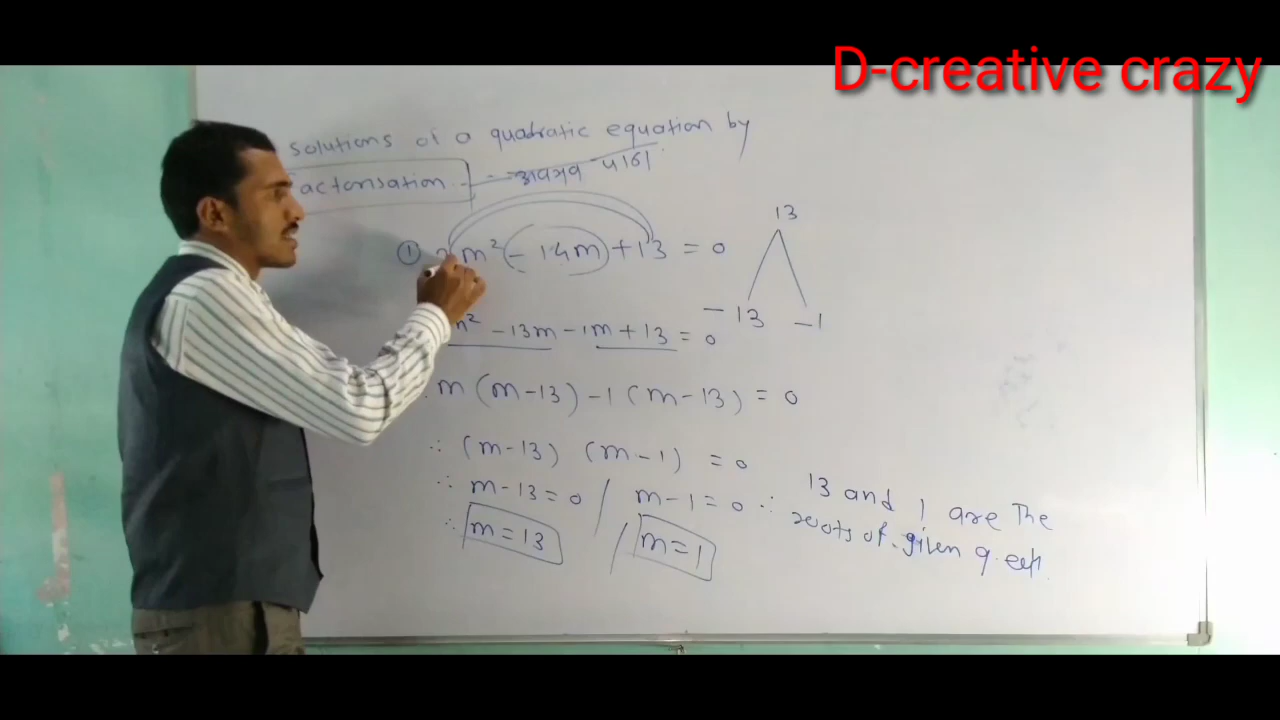 D-creative crazy
solutions of a quadratic equation by
actorisation -
① m² - 14m + 13 = 0
13
- 13 -1
m² - 13m - 1m + 13 = 0
m (m-13) - 1 (m-13) = 0
∴ (m-13) (m-1) = 0
∴ m-13=0 / m-1=0
∴ m=13 / m=1
∴ 13 and 1 are the
roots of given q. eqn.